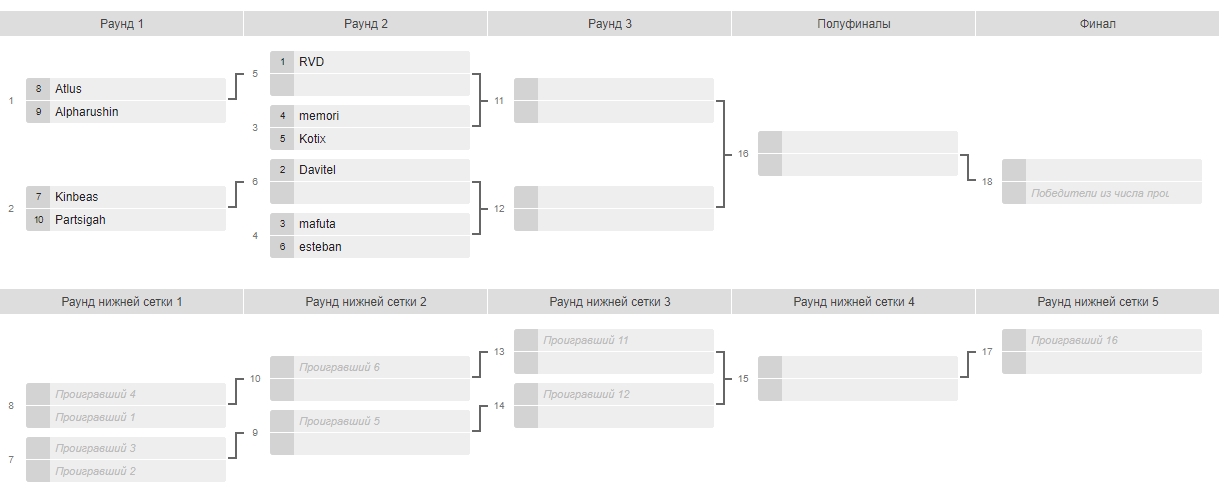 Раунд 1 Раунд 2 Раунд 3 Полуфиналы Финал
1 RVD
5
8 Atlus
1
9 Alpharushin
11
4 memori
3
5 Kotix
16
2 Davitel
6
18
7 Kinbeas
Победители из числа
2
10 Partsigah
12
3 mafuta
4
6 esteban
Раунд нижней сетки 1 Раунд нижней сетки 2 Раунд нижней сетки 3 Раунд нижней сетки 4 Раунд нижней сетки 5
Проигравший 11 Проигравший 16
13 17
Проигравший 6
10 15
Проигравший 4 Проигравший 12
8 14
Проигравший 1 Проигравший 5
9
Проигравший 3
7
Проигравший 2